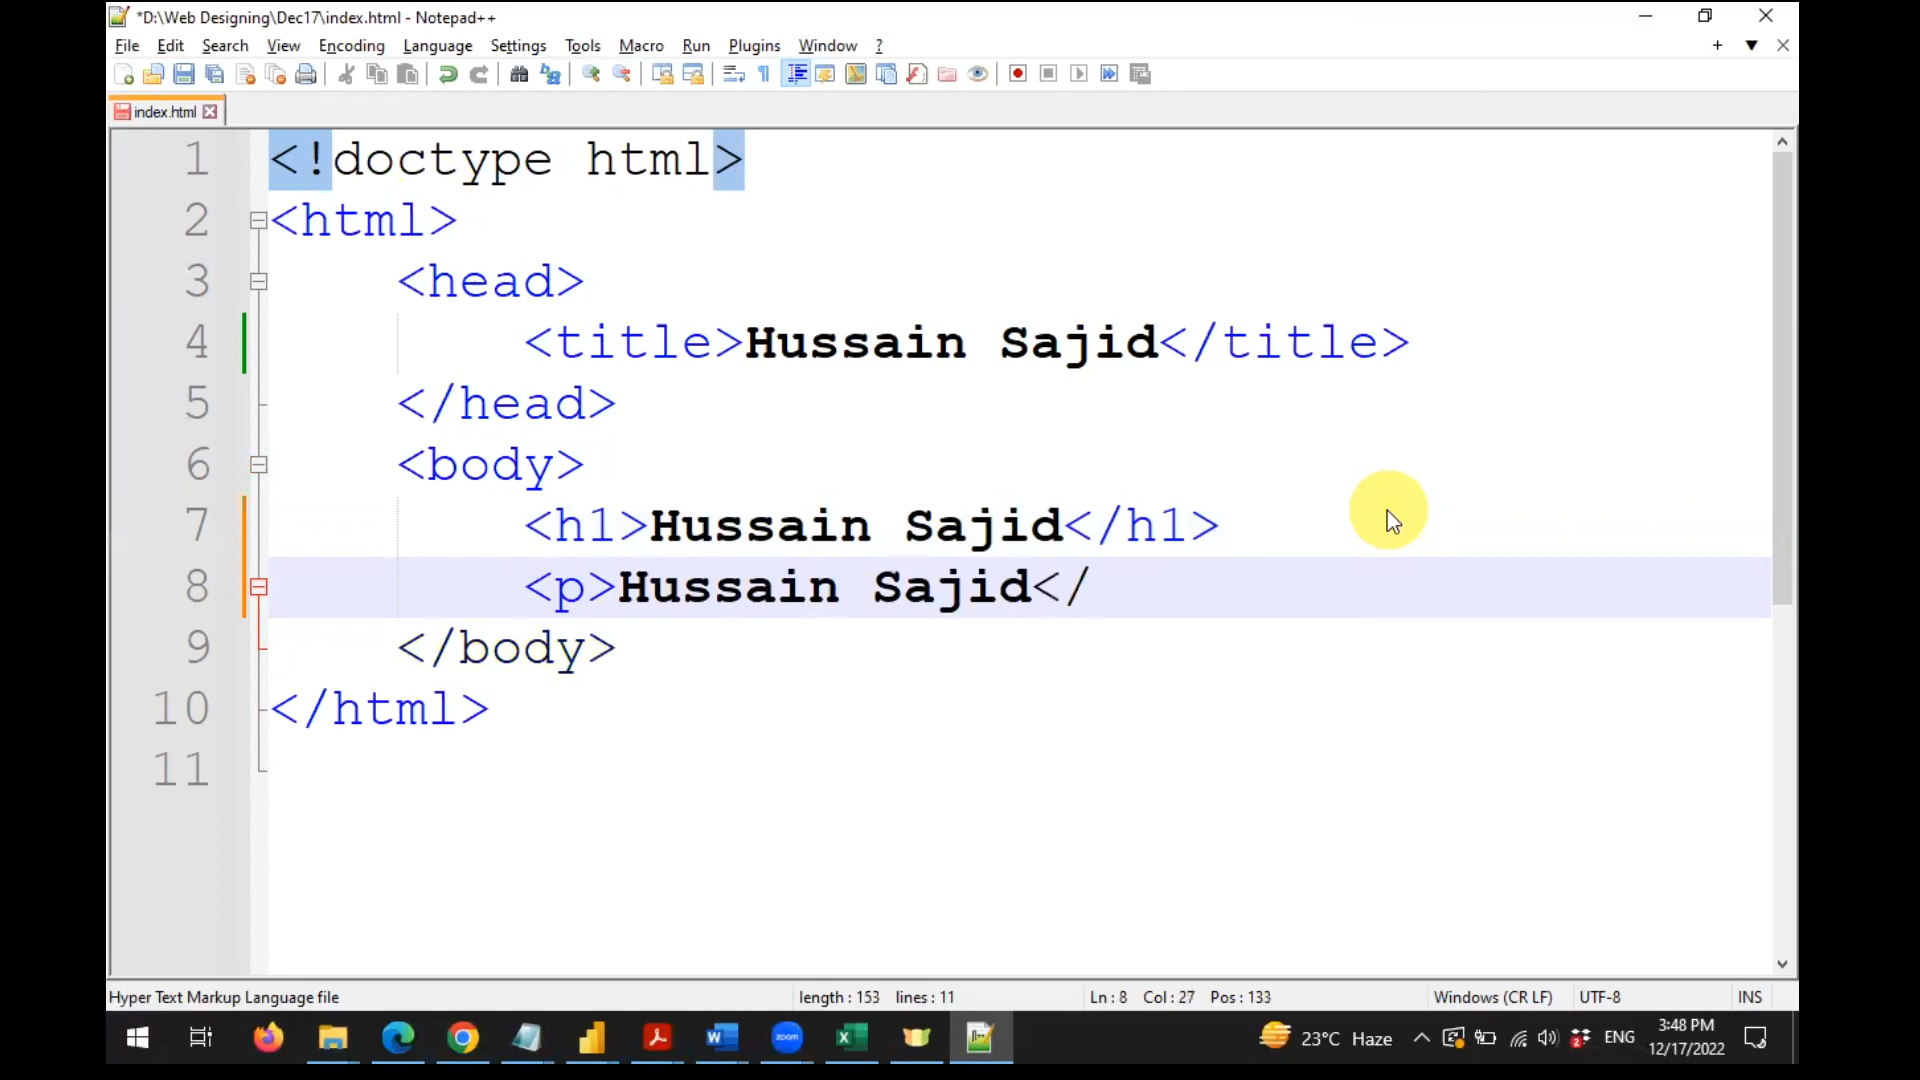 *D:\Web Designing\Dec17\index.html - Notepad++
File Edit Search View Encoding Language Settings Tools Macro Run Plugins Window ?
index.html
1 <!doctype html>
2 <html>
3 <head>
4 <title>Hussain Sajid</title>
5 </head>
6 <body>
7 <h1>Hussain Sajid</h1>
8 <p>Hussain Sajid</
9 </body>
10 </html>
11
Hyper Text Markup Language file length : 153 lines : 11 Ln : 8 Col : 27 Pos : 133 Windows (CR LF) UTF-8 INS
zoom 23°C Haze ENG 3:48 PM
12/17/2022